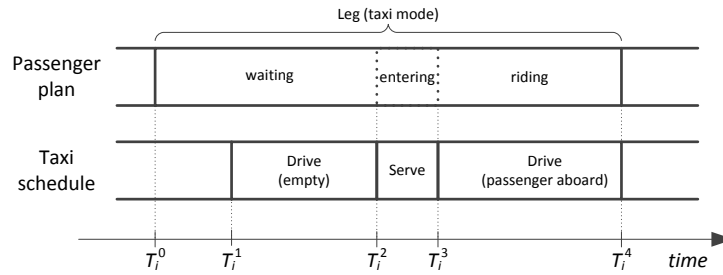 Leg (taxi mode)
Passenger
plan
waiting
entering
riding
Taxi
schedule
Drive
(empty)
Serve
Drive
(passenger aboard)
T_i^0
T_i^1
T_i^2
T_i^3
T_i^4
time